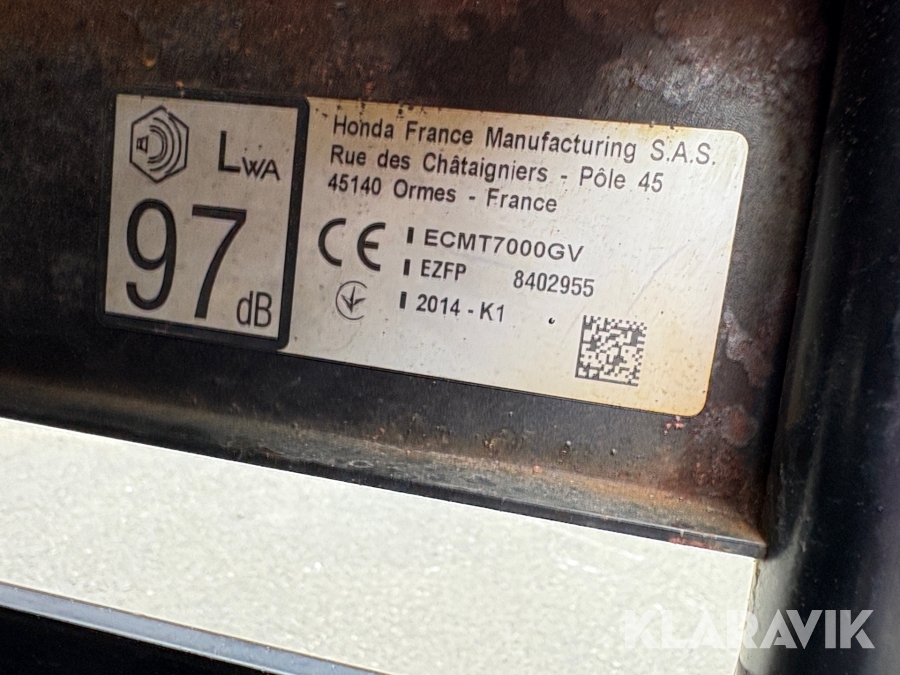 LWA
97
dB
Honda France Manufacturing S.A.S.
Rue des Châtaigniers - Pôle 45
45140 Ormes - France
CE
ECMT7000GV
EZFP 8402955
2014 - K1
KLARAVIK